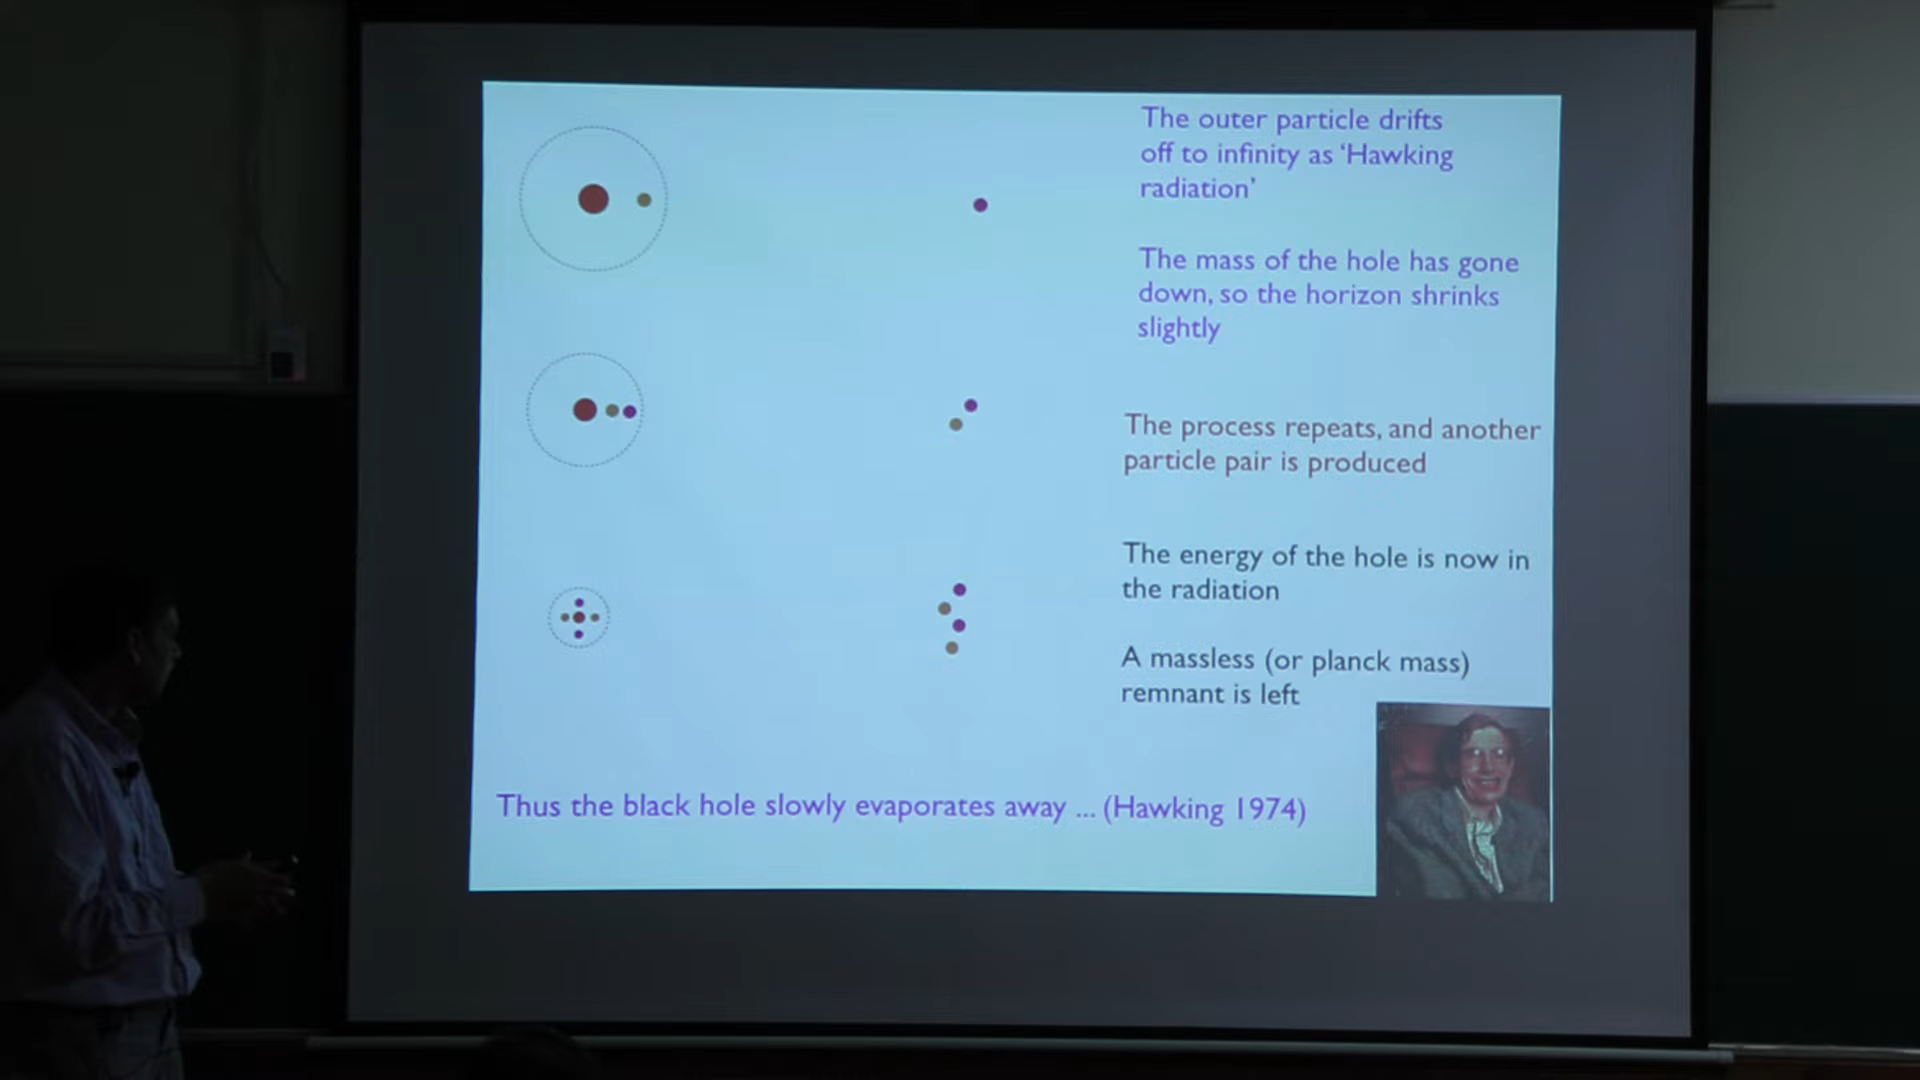 The outer particle drifts
off to infinity as ‘Hawking
radiation’
The mass of the hole has gone
down, so the horizon shrinks
slightly
The process repeats, and another
particle pair is produced
The energy of the hole is now in
the radiation
A massless (or planck mass)
remnant is left
Thus the black hole slowly evaporates away ... (Hawking 1974)